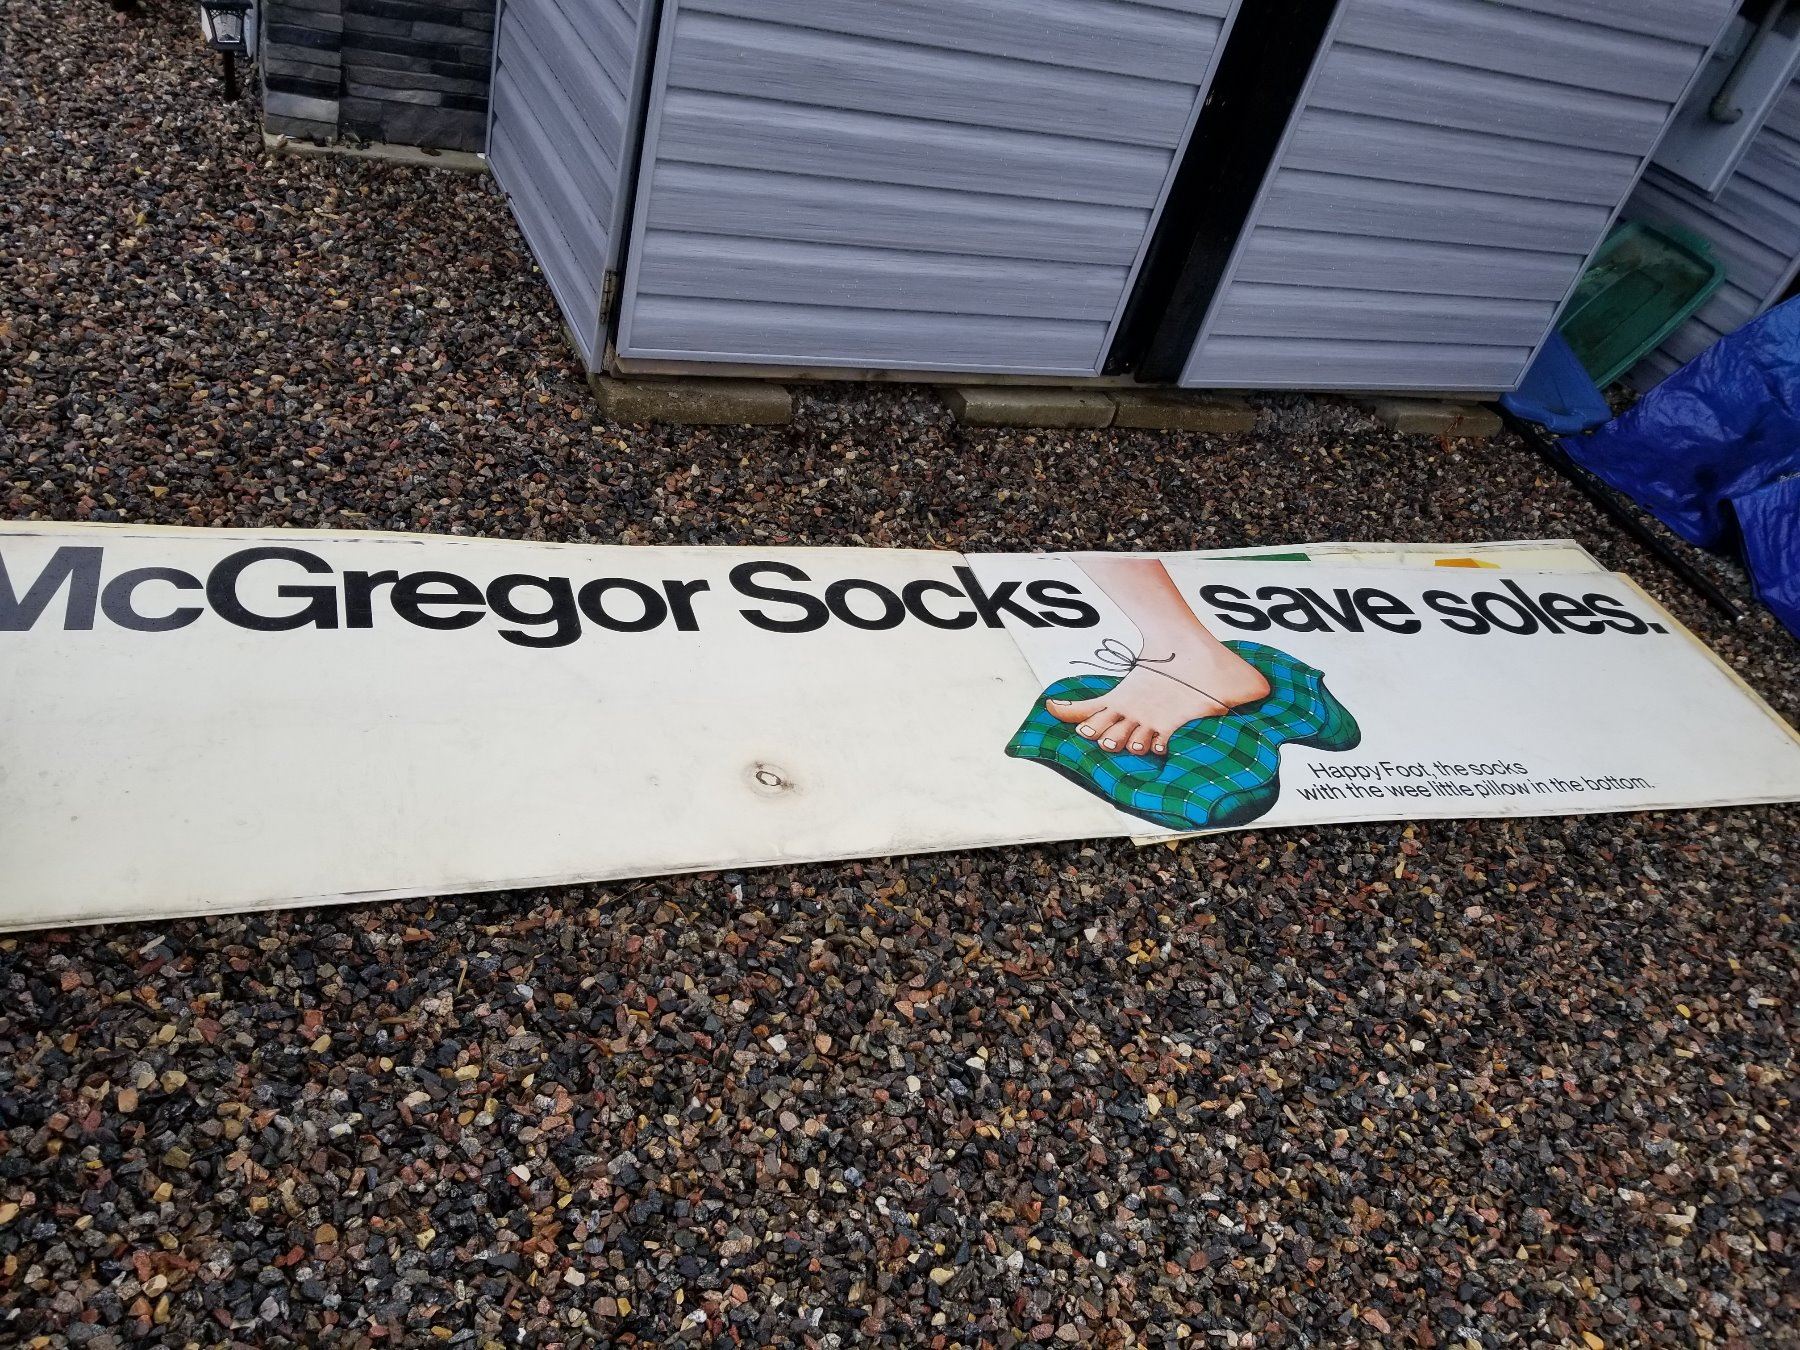 McGregor Socks save soles.
Happy Foot, the socks
with the wee little pillow in the bottom.